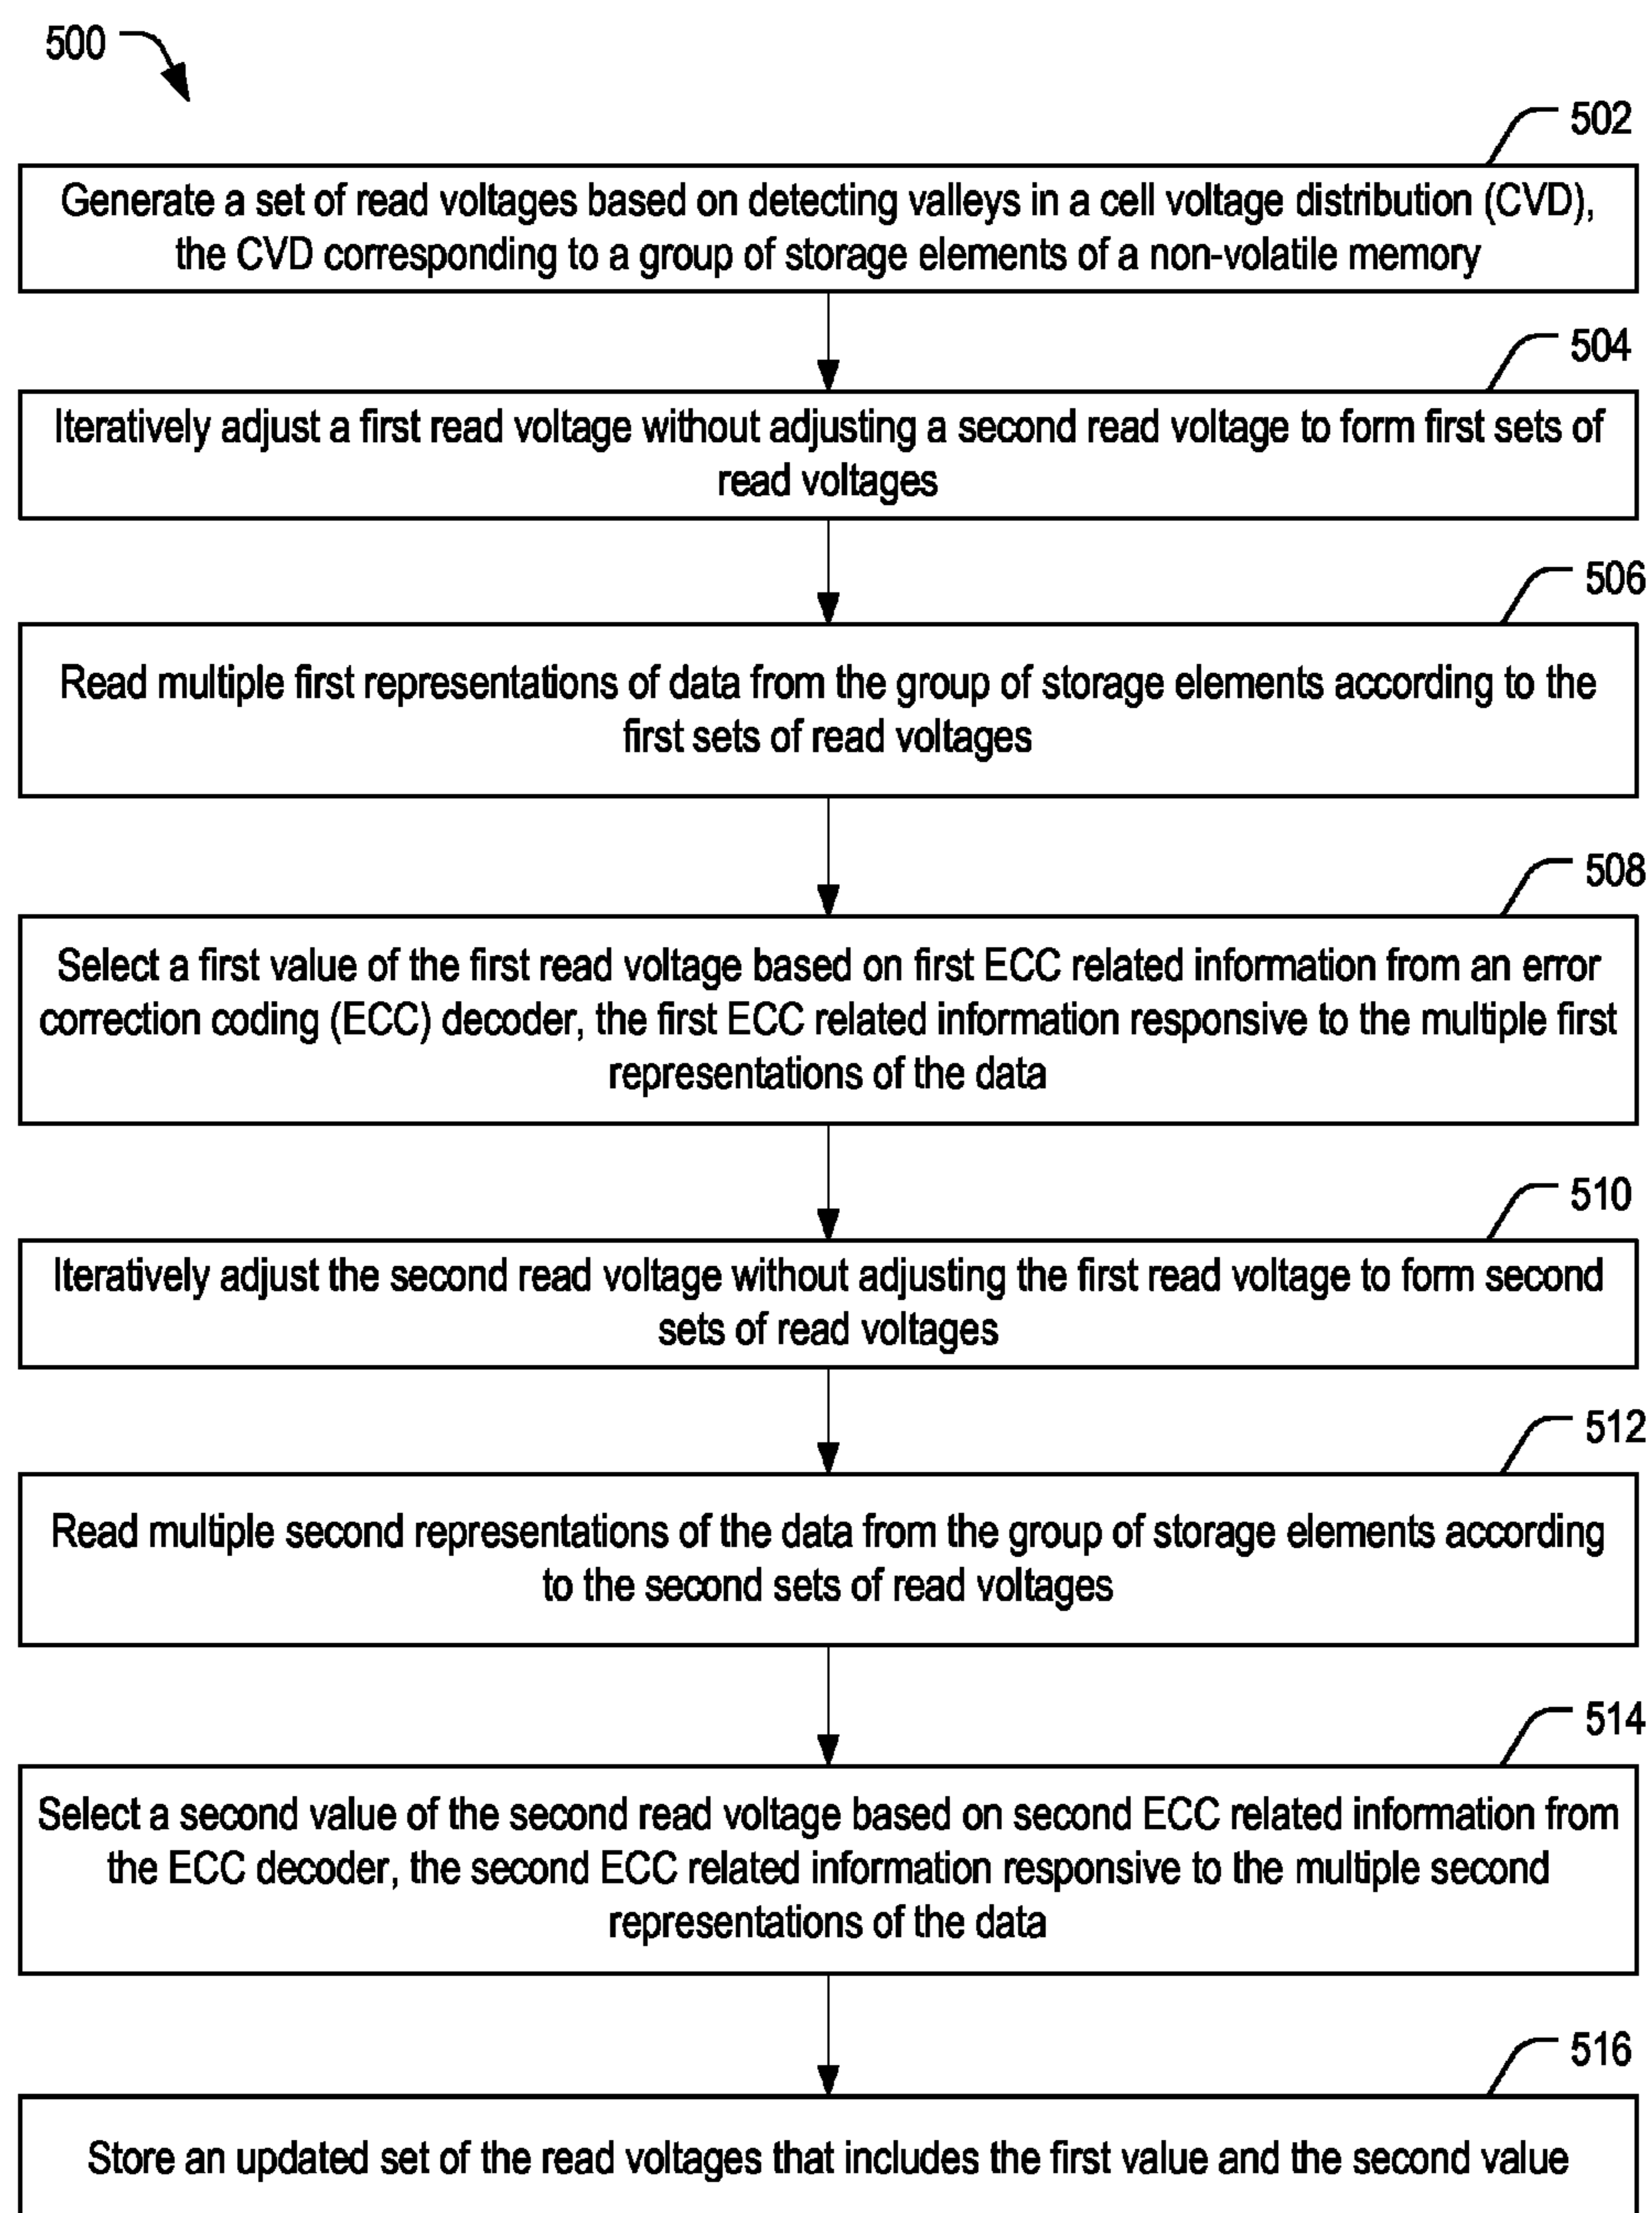 500
502
Generate a set of read voltages based on detecting valleys in a cell voltage distribution (CVD),
the CVD corresponding to a group of storage elements of a non-volatile memory
504
Iteratively adjust a first read voltage without adjusting a second read voltage to form first sets of
read voltages
506
Read multiple first representations of data from the group of storage elements according to the
first sets of read voltages
508
Select a first value of the first read voltage based on first ECC related information from an error
correction coding (ECC) decoder, the first ECC related information responsive to the multiple first
representations of the data
510
Iteratively adjust the second read voltage without adjusting the first read voltage to form second
sets of read voltages
512
Read multiple second representations of the data from the group of storage elements according
to the second sets of read voltages
514
Select a second value of the second read voltage based on second ECC related information from
the ECC decoder, the second ECC related information responsive to the multiple second
representations of the data
516
Store an updated set of the read voltages that includes the first value and the second value